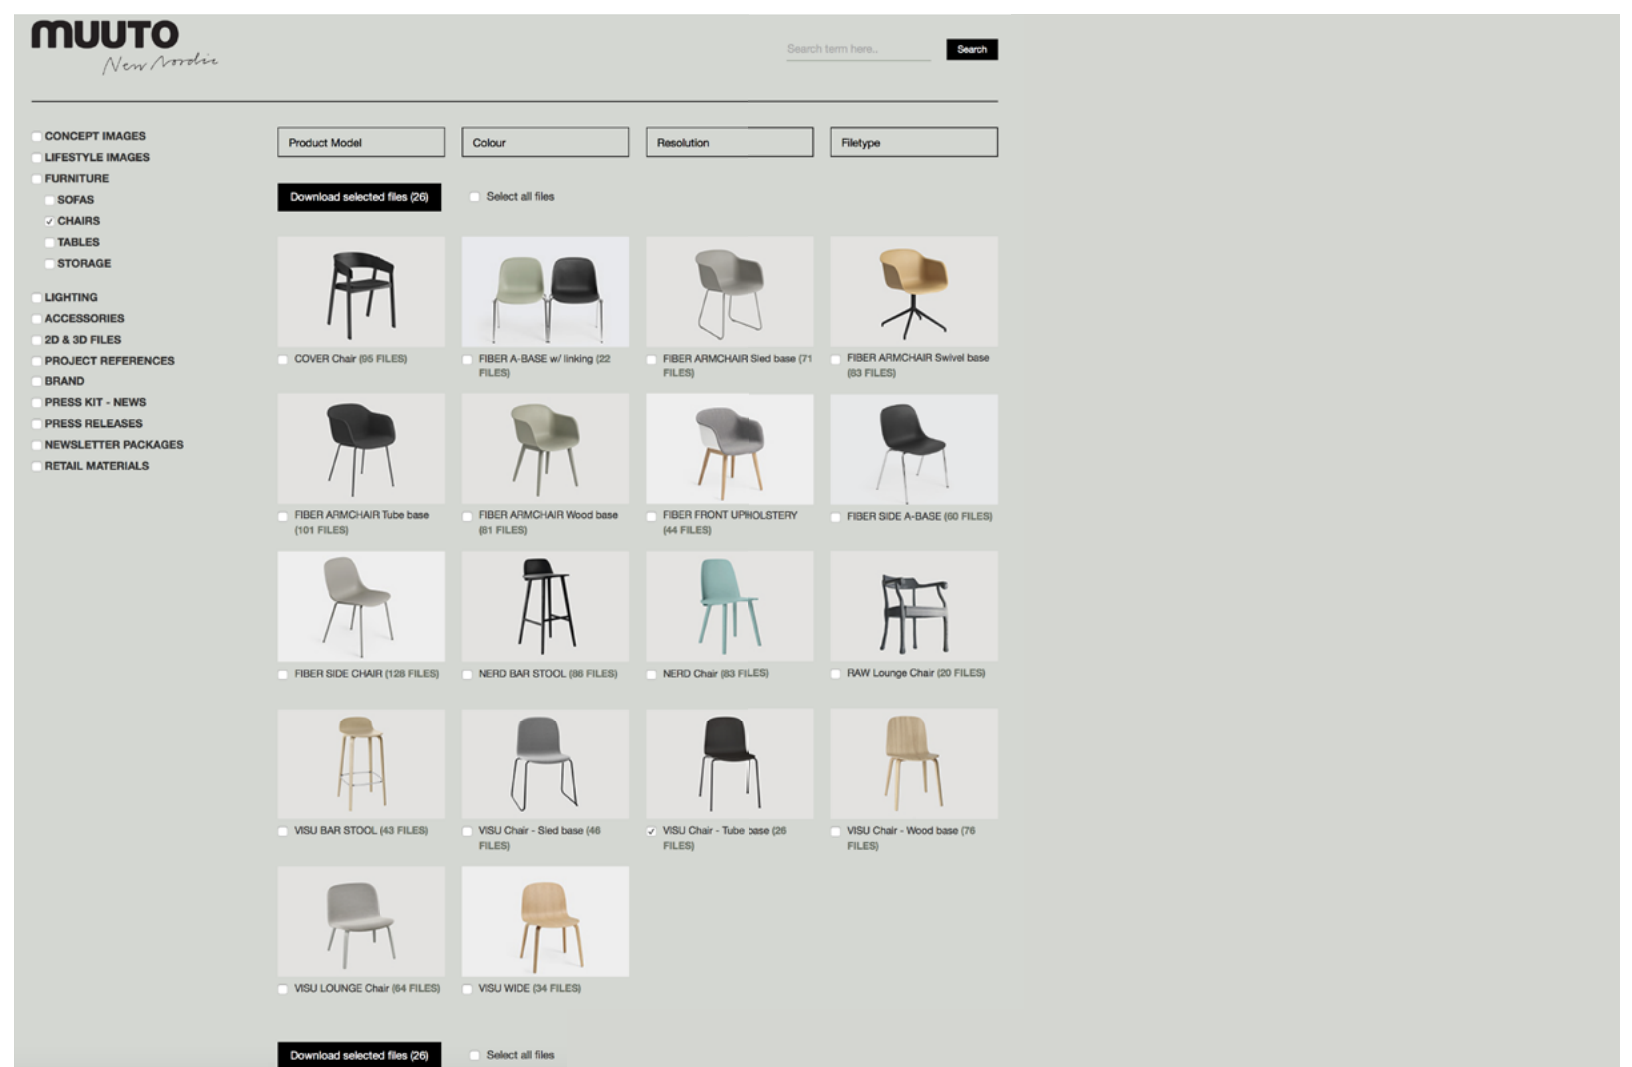 MUUTO
New Nordic
Search term here...
Search
CONCEPT IMAGES
LIFESTYLE IMAGES
FURNITURE
SOFAS
CHAIRS
TABLES
STORAGE
LIGHTING
ACCESSORIES
2D & 3D FILES
PROJECT REFERENCES
BRAND
PRESS KIT - NEWS
PRESS RELEASES
NEWSLETTER PACKAGES
RETAIL MATERIALS
Product Model
Colour
Resolution
Filetype
Download selected files (26)
Select all files
COVER Chair (95 FILES)
FIBER A-BASE w/ linking (22
FILES)
FIBER ARMCHAIR Sled base (71
FILES)
FIBER ARMCHAIR Swivel base
(83 FILES)
FIBER ARMCHAIR Tube base
(101 FILES)
FIBER ARMCHAIR Wood base
(81 FILES)
FIBER FRONT UPHOLSTERY
(44 FILES)
FIBER SIDE A-BASE (60 FILES)
FIBER SIDE CHAIR (128 FILES)
NERD BAR STOOL (86 FILES)
NERD Chair (83 FILES)
RAW Lounge Chair (20 FILES)
VISU BAR STOOL (43 FILES)
VISU Chair - Sled base (46
FILES)
VISU Chair - Tube base (26
FILES)
VISU Chair - Wood base (76
FILES)
VISU LOUNGE Chair (64 FILES)
VISU WIDE (34 FILES)
Download selected files (26)
Select all files